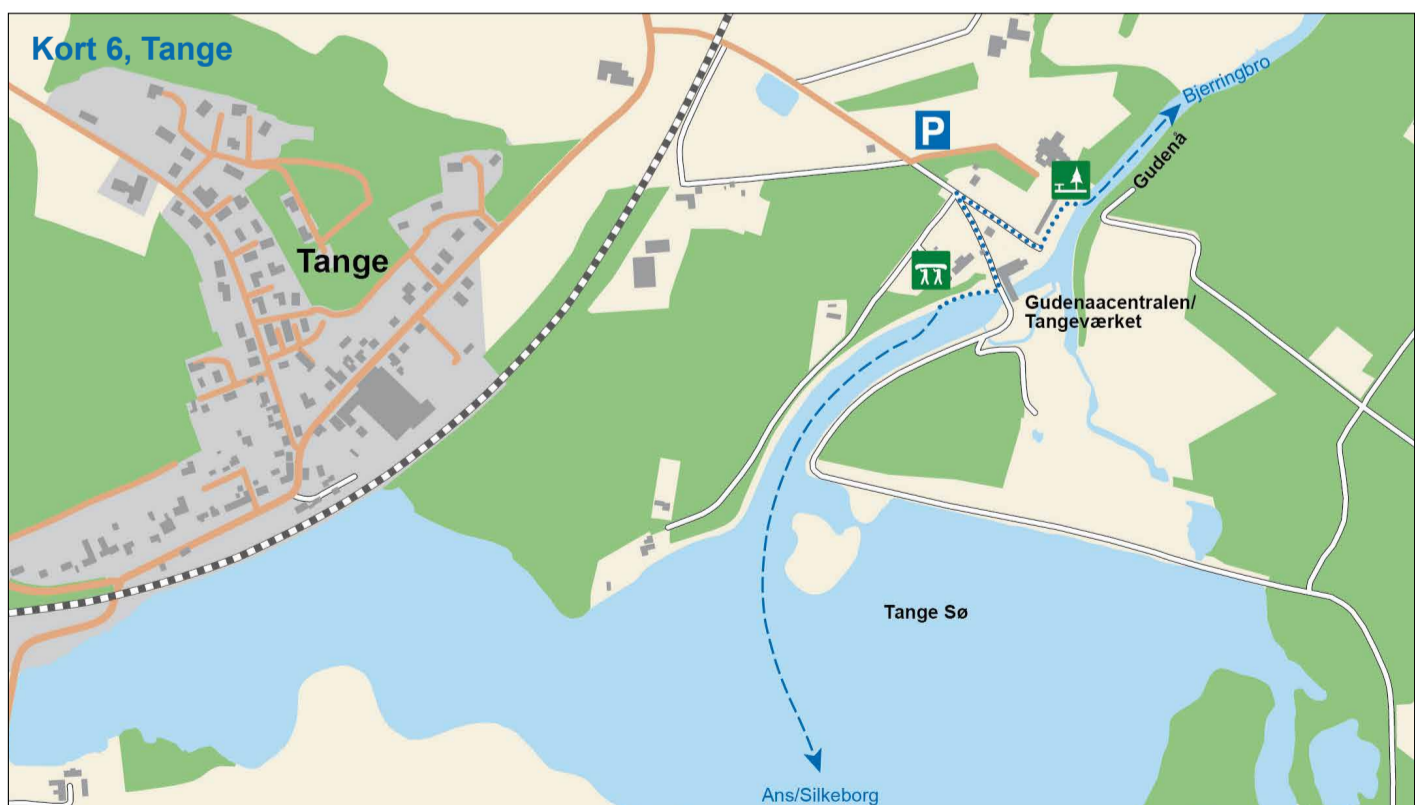 Kort 6, Tange
Bjerringbro
P
Gudenå
Tange
Gudenaacentralen/
Tangeværket
Tange Sø
Ans/Silkeborg